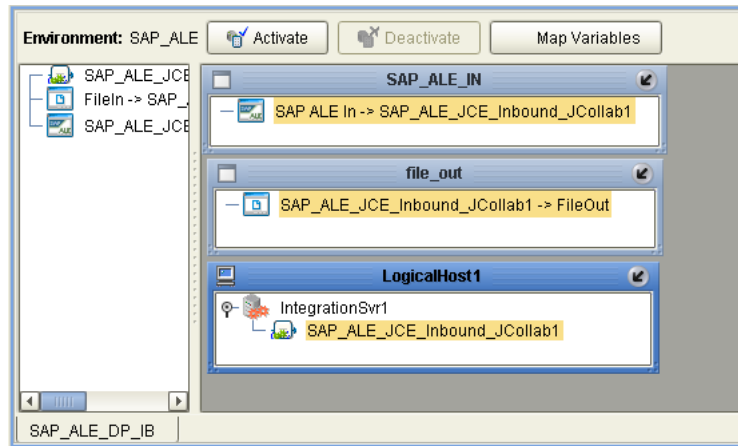 Environment: SAP_ALE Activate Deactivate Map Variables
SAP_ALE_JCE
FileIn -> SAP_
SAP_ALE_JCE
SAP_ALE_IN
SAP ALE In -> SAP_ALE_JCE_Inbound_JCollab1
file_out
SAP_ALE_JCE_Inbound_JCollab1 -> FileOut
LogicalHost1
IntegrationSvr1
SAP_ALE_JCE_Inbound_JCollab1
SAP_ALE_DP_IB